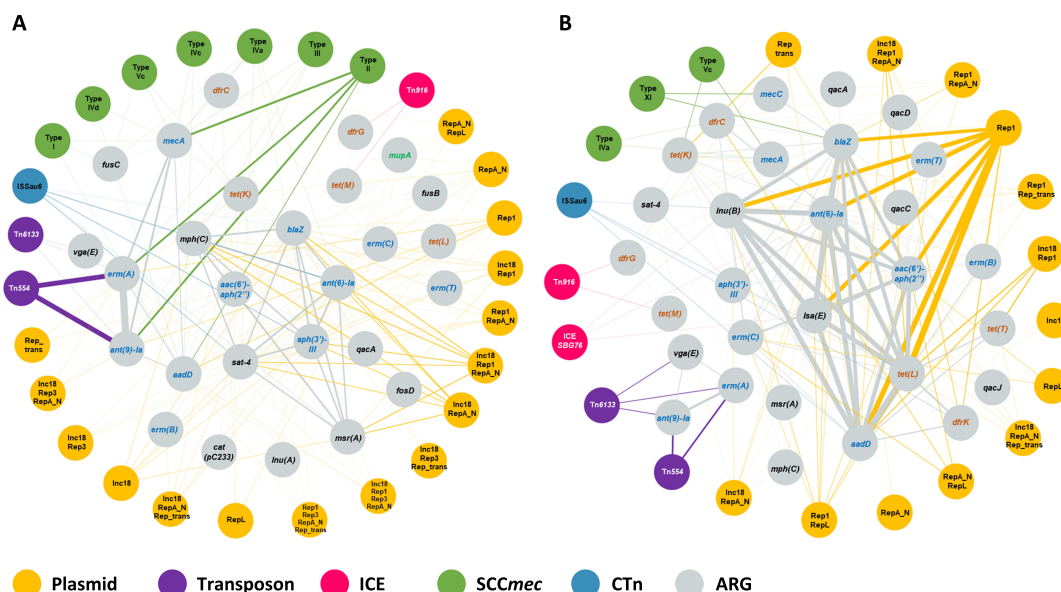 A
Type
IVc
Type
IVa
Type
III
Type
II
Type
Vc
Type
IVd
Type
I
dfrC
Tn916
mecA
dfrG
RepA_N
RepL
fusC
mupA
ISSau6
tet(K)
tet(M)
fusB
RepA_N
Tn6133
vga(E)
mph(C)
blaZ
erm(C)
tet(L)
Rep1
Tn554
erm(A)
aac(6')-
aph(2'')
ant(6)-Ia
erm(T)
Inc18
Rep1
Rep_
trans
ant(9)-Ia
aph(3')-
III
qacA
Rep1
RepA_N
aadD
sat-4
Inc18
Rep1
RepA_N
Inc18
Rep3
RepA_N
fosD
Inc18
RepA_N
Inc18
Rep3
erm(B)
cat
(pC233)
lnu(A)
msr(A)
Inc18
Rep3
Rep_trans
Inc18
Inc18
RepA_N
Rep_trans
RepL
Rep1
Rep3
RepA_N
Rep_trans
Inc18
Rep1
Rep3
RepA_N
B
Rep
trans
Inc18
Rep1
RepA_N
Type
Vc
Rep1
RepA_N
Type
XI
mecC
qacA
qacD
Rep1
Type
IVa
dfrC
blaZ
tet(K)
mecA
erm(T)
ISSau6
sat-4
lnu(B)
ant(6)-Ia
qacC
Rep1
Rep_trans
dfrG
erm(B)
Inc18
Rep1
Tn916
aph(3')-
III
aac(6')-
aph(2'')
tet(M)
lsa(E)
tet(T)
Inc1
ICE
SBG76
erm(C)
vga(E)
tet(L)
RepL
Tn6133
erm(A)
qacJ
ant(9)-Ia
msr(A)
dfrK
Inc18
RepA_N
Rep_trans
Tn554
mph(C)
aadD
RepA_N
RepL
Inc18
RepA_N
Rep1
RepL
RepA_N
Plasmid
Transposon
ICE
SCCmec
CTn
ARG